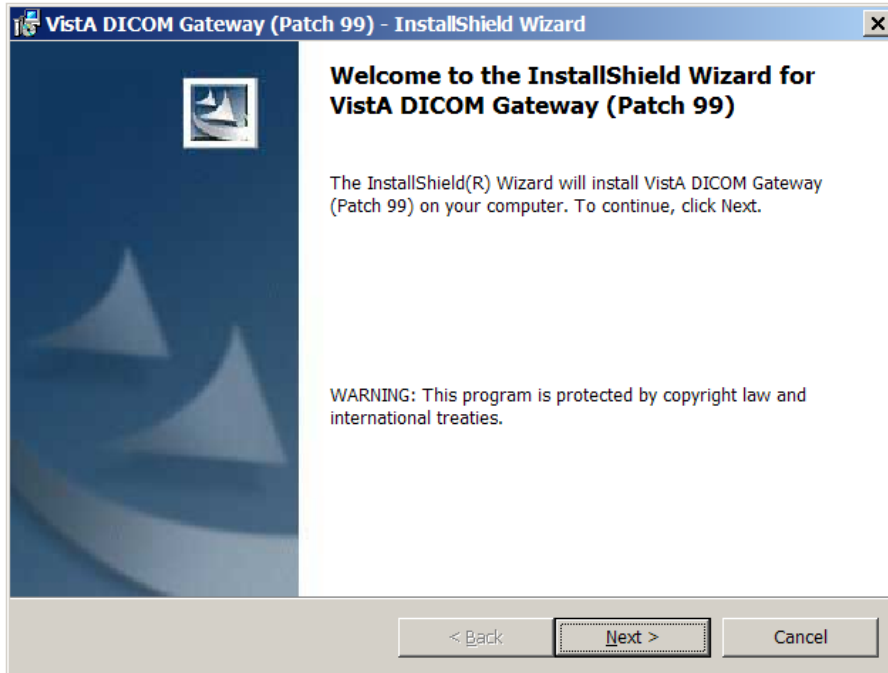 VistA DICOM Gateway (Patch 99) - InstallShield Wizard
Welcome to the InstallShield Wizard for
VistA DICOM Gateway (Patch 99)
The InstallShield(R) Wizard will install VistA DICOM Gateway
(Patch 99) on your computer. To continue, click Next.
WARNING: This program is protected by copyright law and
international treaties.
< Back Next > Cancel